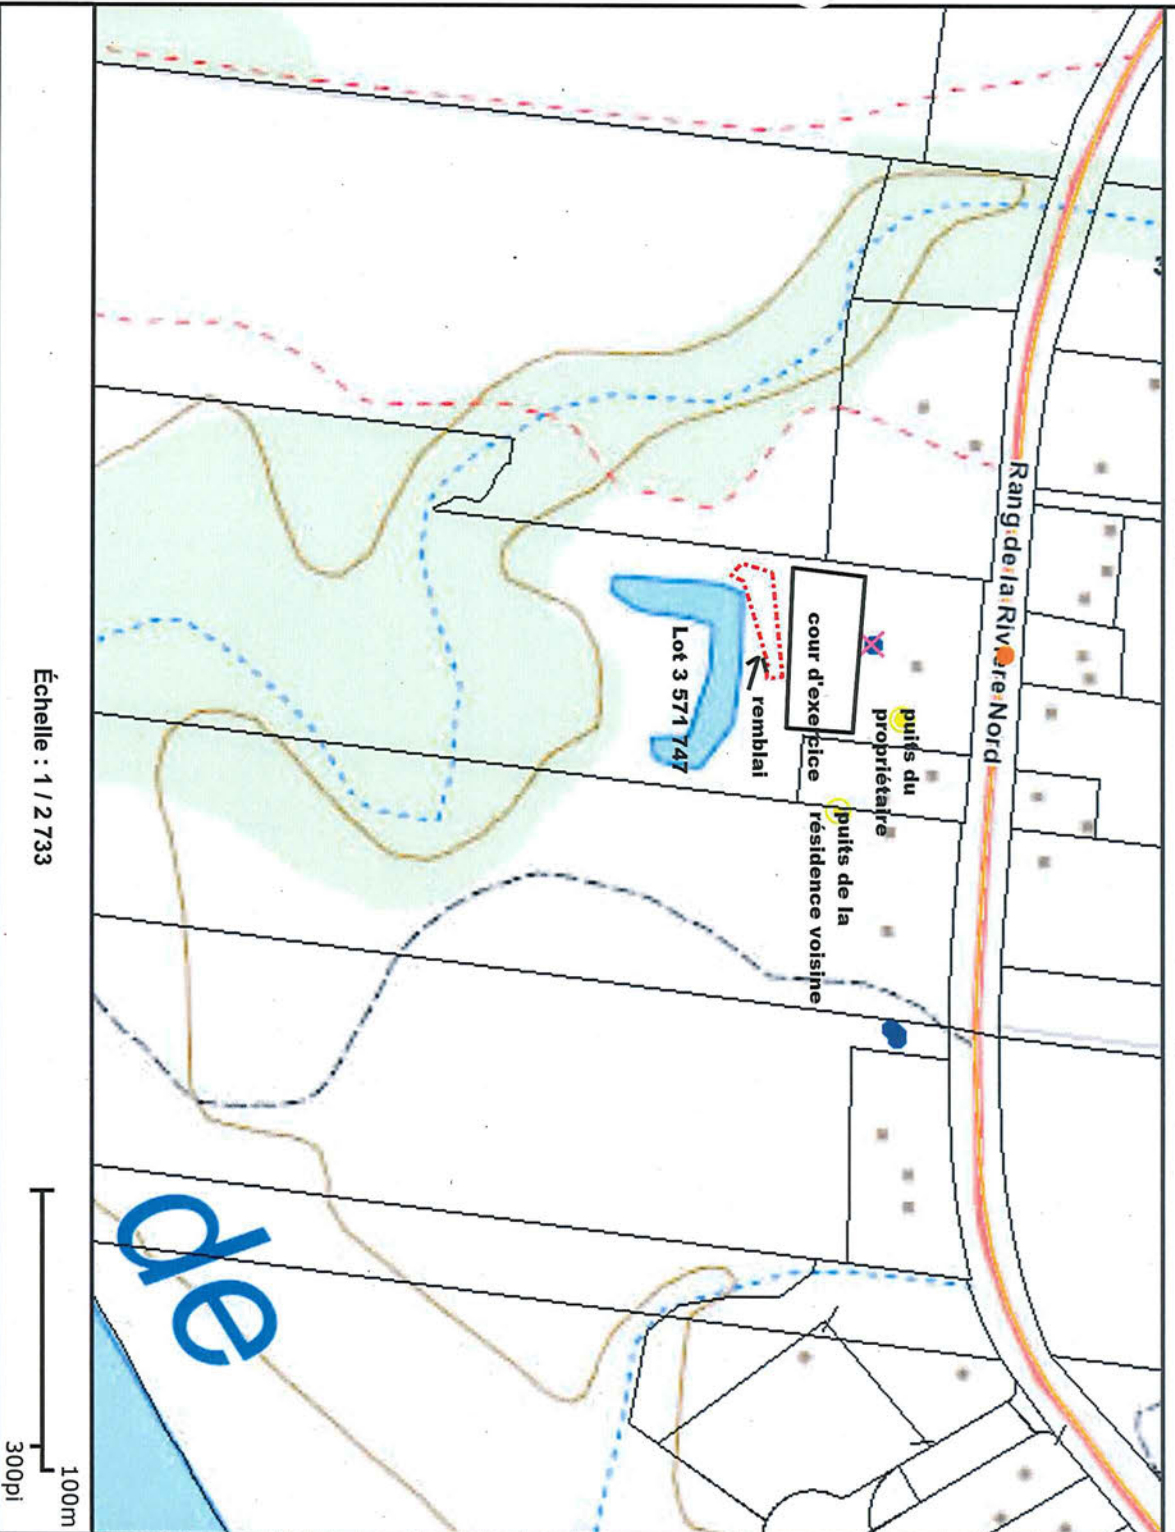 Rang de la Rivière Nord
puits du
propriétaire
puits de la
résidence voisine
cour d'exercice
remblai
Lot 3 571 747
de
Échelle : 1 / 2 733
100m
300pi